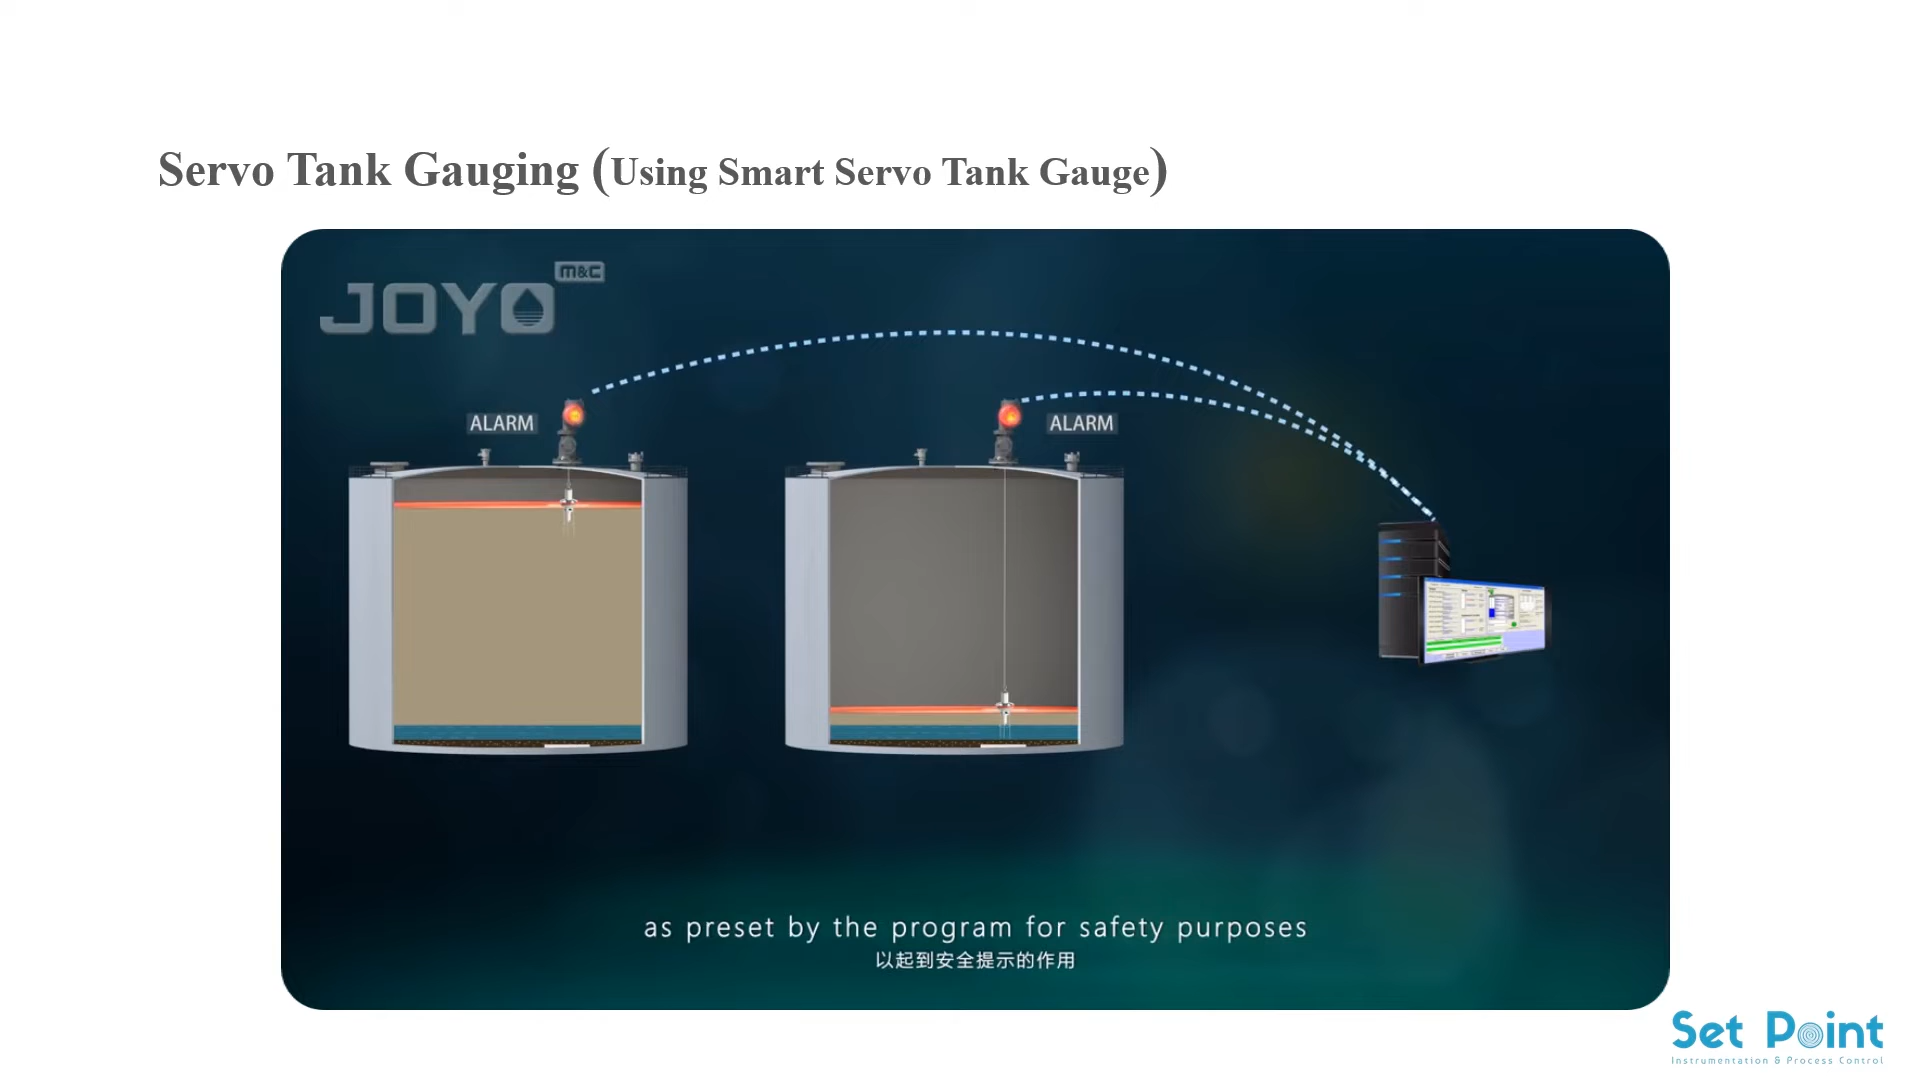 Servo Tank Gauging (Using Smart Servo Tank Gauge)
JOYO M&C
ALARM
ALARM
as preset by the program for safety purposes
以起到安全提示的作用
Set Point
Instrumentation & Process Control